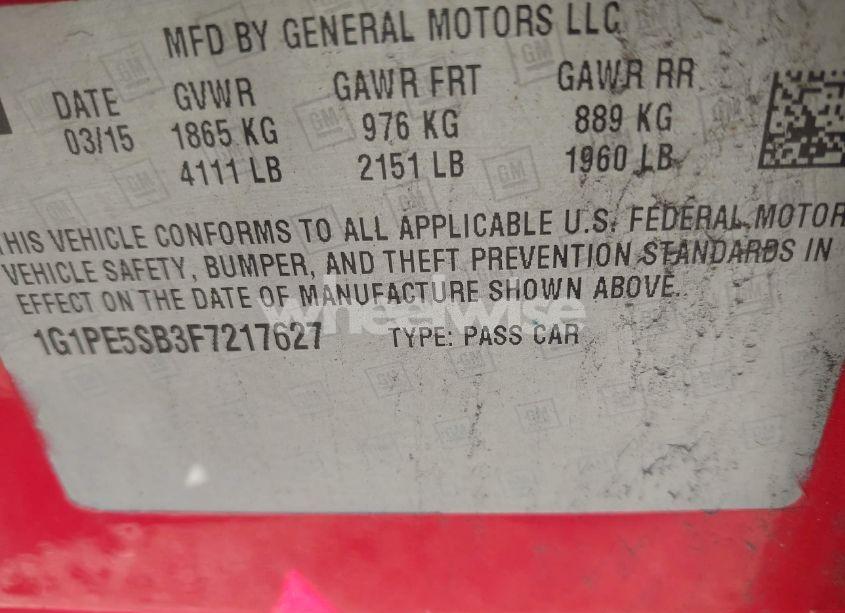 MFD BY GENERAL MOTORS LLC
DATE GVWR GAWR FRT GAWR RR
03/15 1865 KG 976 KG 889 KG
4111 LB 2151 LB 1960 LB
THIS VEHICLE CONFORMS TO ALL APPLICABLE U.S. FEDERAL MOTOR
VEHICLE SAFETY, BUMPER, AND THEFT PREVENTION STANDARDS IN
EFFECT ON THE DATE OF MANUFACTURE SHOWN ABOVE.
wheelwise
1G1PE5SB3F7217627 TYPE: PASS CAR